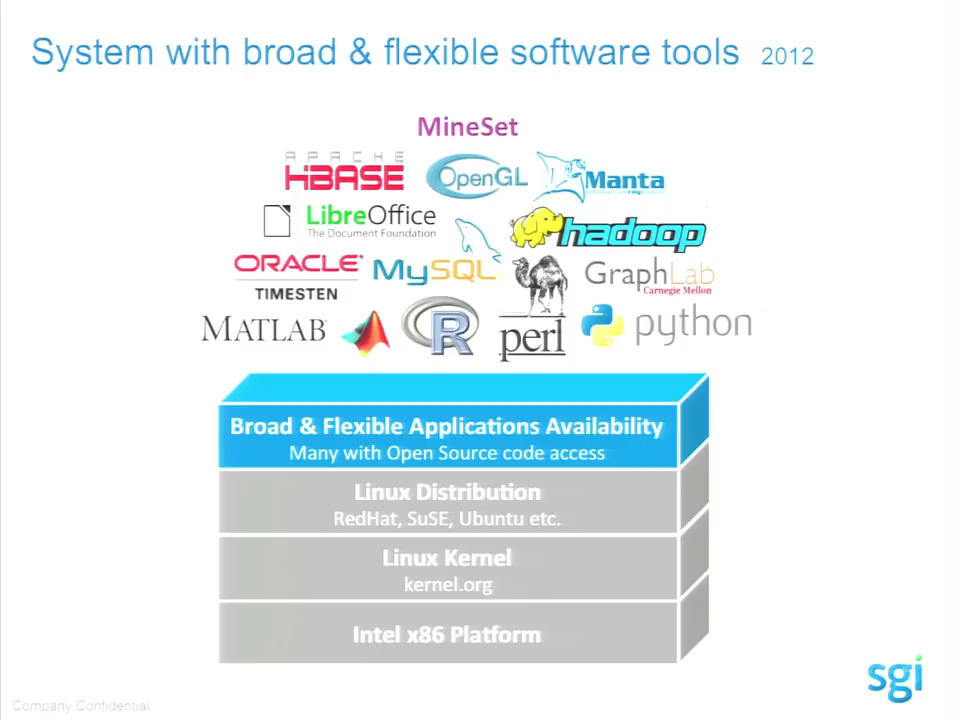 System with broad & flexible software tools 2012
MineSet
APACHE
HBASE
OpenGL
Manta
LibreOffice
The Document Foundation
hadoop
ORACLE
TIMESTEN
MySQL
GraphLab
Carnegie Mellon
MATLAB
R
perl
python
Broad & Flexible Applications Availability
Many with Open Source code access
Linux Distribution
RedHat, SuSE, Ubuntu etc.
Linux Kernel
kernel.org
Intel x86 Platform
sgi
Company Confidential